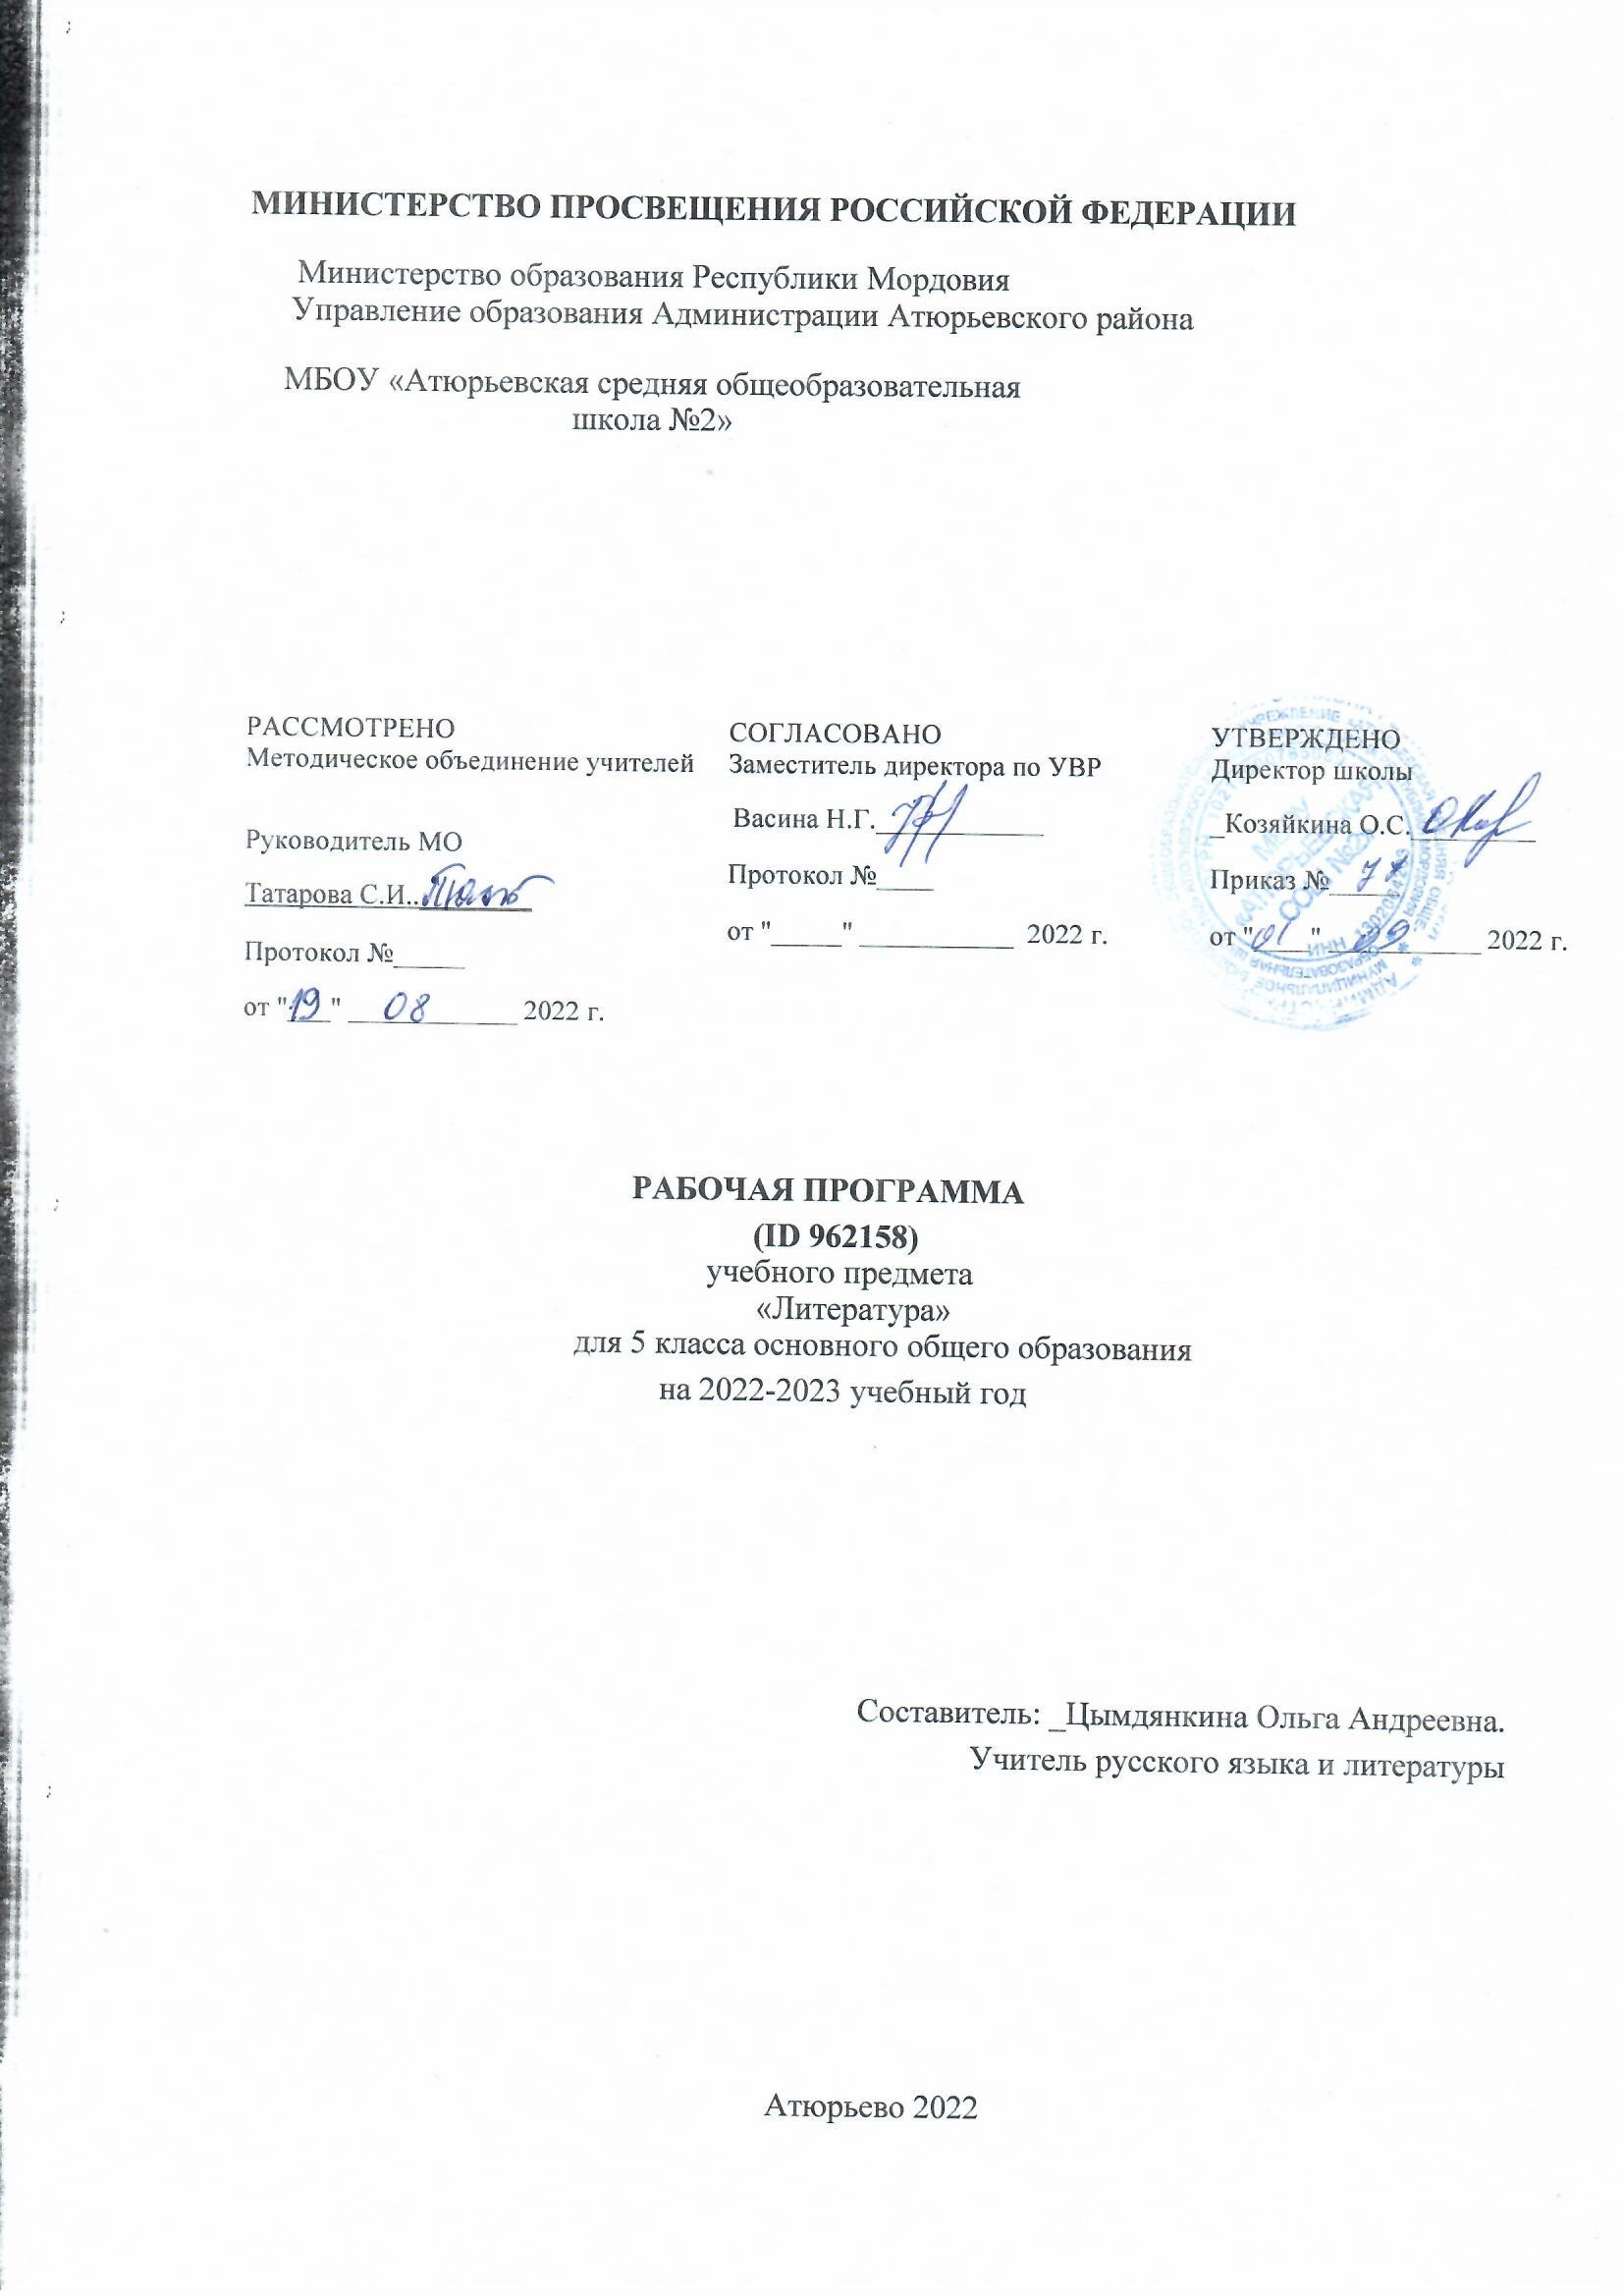 МИНИСТЕРСТВО ПРОСВЕЩЕНИЯ РОССИЙСКОЙ ФЕДЕРАЦИИ
Министерство образования Республики Мордовия
Управление образования Администрации Атюрьевского района
МБОУ «Атюрьевская средняя общеобразовательная
школа №2»
РАССМОТРЕНО
Методическое объединение учителей
Руководитель МО
Татарова С.И..
Протокол №_____
от "19" 08 2022 г.
СОГЛАСОВАНО
Заместитель директора по УВР
Васина Н.Г.____________
Протокол №____
от "_____" ___________ 2022 г.
УТВЕРЖДЕНО
Директор школы
_Козяйкина О.С._________
Приказ №
от "01" 09 2022 г.
РАБОЧАЯ ПРОГРАММА
(ID 962158)
учебного предмета
«Литература»
для 5 класса основного общего образования
на 2022-2023 учебный год
Составитель: _Цымдянкина Ольга Андреевна.
Учитель русского языка и литературы
Атюрьево 2022